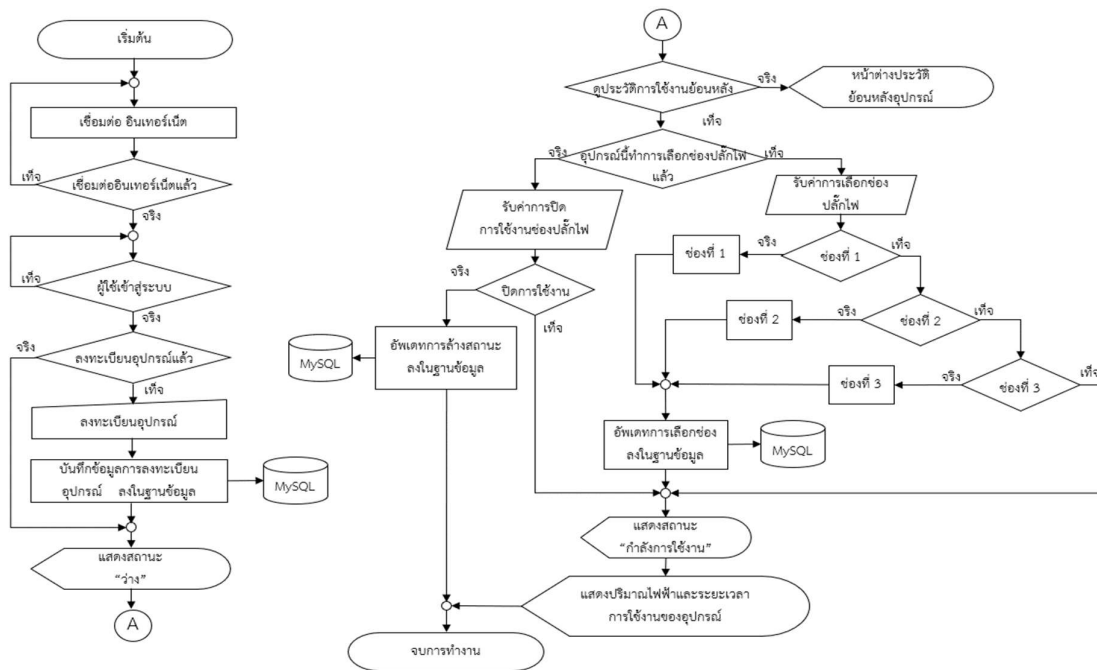 เริ่มต้น
เชื่อมต่อ อินเทอร์เน็ต
เท็จ
เชื่อมต่ออินเทอร์เน็ตแล้ว
จริง
เท็จ
ผู้ใช้เข้าสู่ระบบ
จริง
จริง
ลงทะเบียนอุปกรณ์แล้ว
เท็จ
ลงทะเบียนอุปกรณ์
บันทึกข้อมูลการลงทะเบียน
อุปกรณ์ ลงในฐานข้อมูล
MySQL
แสดงสถานะ
"ว่าง"
A
A
ดูประวัติการใช้งานย้อนหลัง
จริง
หน้าต่างประวัติ
ย้อนหลังอุปกรณ์
เท็จ
จริง
อุปกรณ์นี้ทำการเลือกช่องปลั๊กไฟ
แล้ว
เท็จ
รับค่าการปิด
การใช้งานช่องปลั๊กไฟ
จริง
ปิดการใช้งาน
เท็จ
อัพเดทการล้างสถานะ
ลงในฐานข้อมูล
MySQL
รับค่าการเลือกช่อง
ปลั๊กไฟ
ช่องที่ 1
จริง
ช่องที่ 1
เท็จ
ช่องที่ 2
จริง
ช่องที่ 2
เท็จ
ช่องที่ 3
จริง
ช่องที่ 3
เท็จ
อัพเดทการเลือกช่อง
ลงในฐานข้อมูล
MySQL
แสดงสถานะ
"กำลังการใช้งาน"
แสดงปริมาณไฟฟ้าและระยะเวลา
การใช้งานของอุปกรณ์
จบการทำงาน